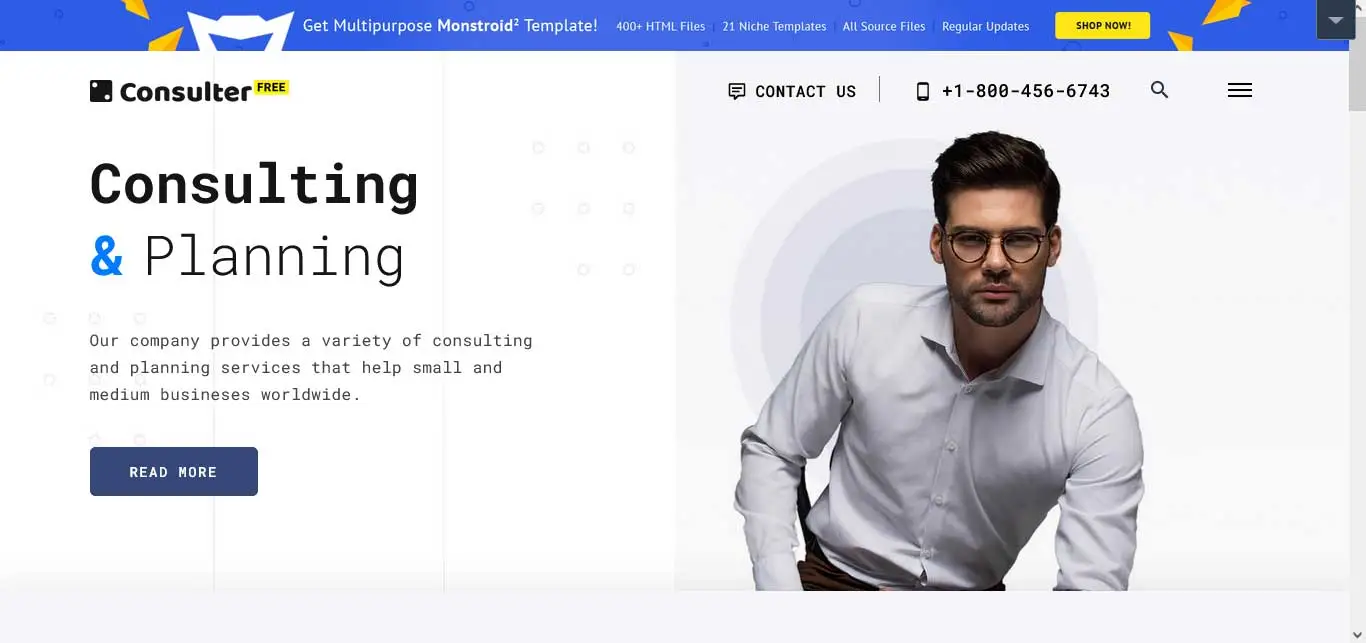 Get Multipurpose Monstroid² Template! 400+ HTML Files 21 Niche Templates All Source Files Regular Updates SHOP NOW!
Consulter FREE CONTACT US +1-800-456-6743
Consulting
& Planning
Our company provides a variety of consulting
and planning services that help small and
medium busineses worldwide.
READ MORE